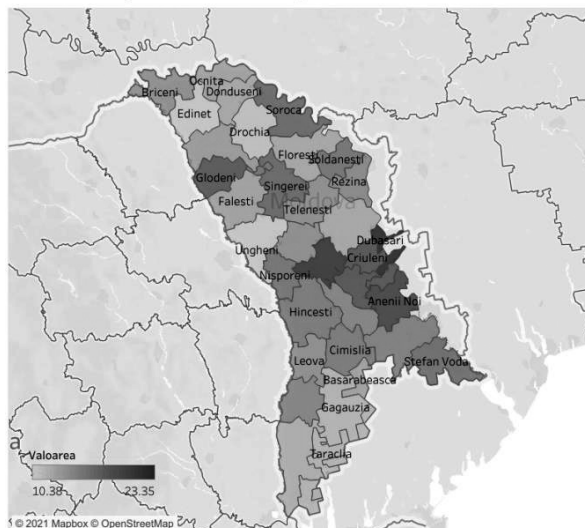 Ocnita
Briceni
Donduseni
Edinet
Soroca
Drochia
Floresti
Soldanesti
Glodeni
Singerei
Rezina
Falesti
Moldova
Telenesti
Ungheni
Dubasari
Criuleni
Nisporeni
Anenii Noi
Hincesti
Cimislia
Leova
Stefan Voda
Basarabeasca
Gagauzia
a
Taraclia
Valoarea
10.38 23.35
© 2021 Mapbox © OpenStreetMap